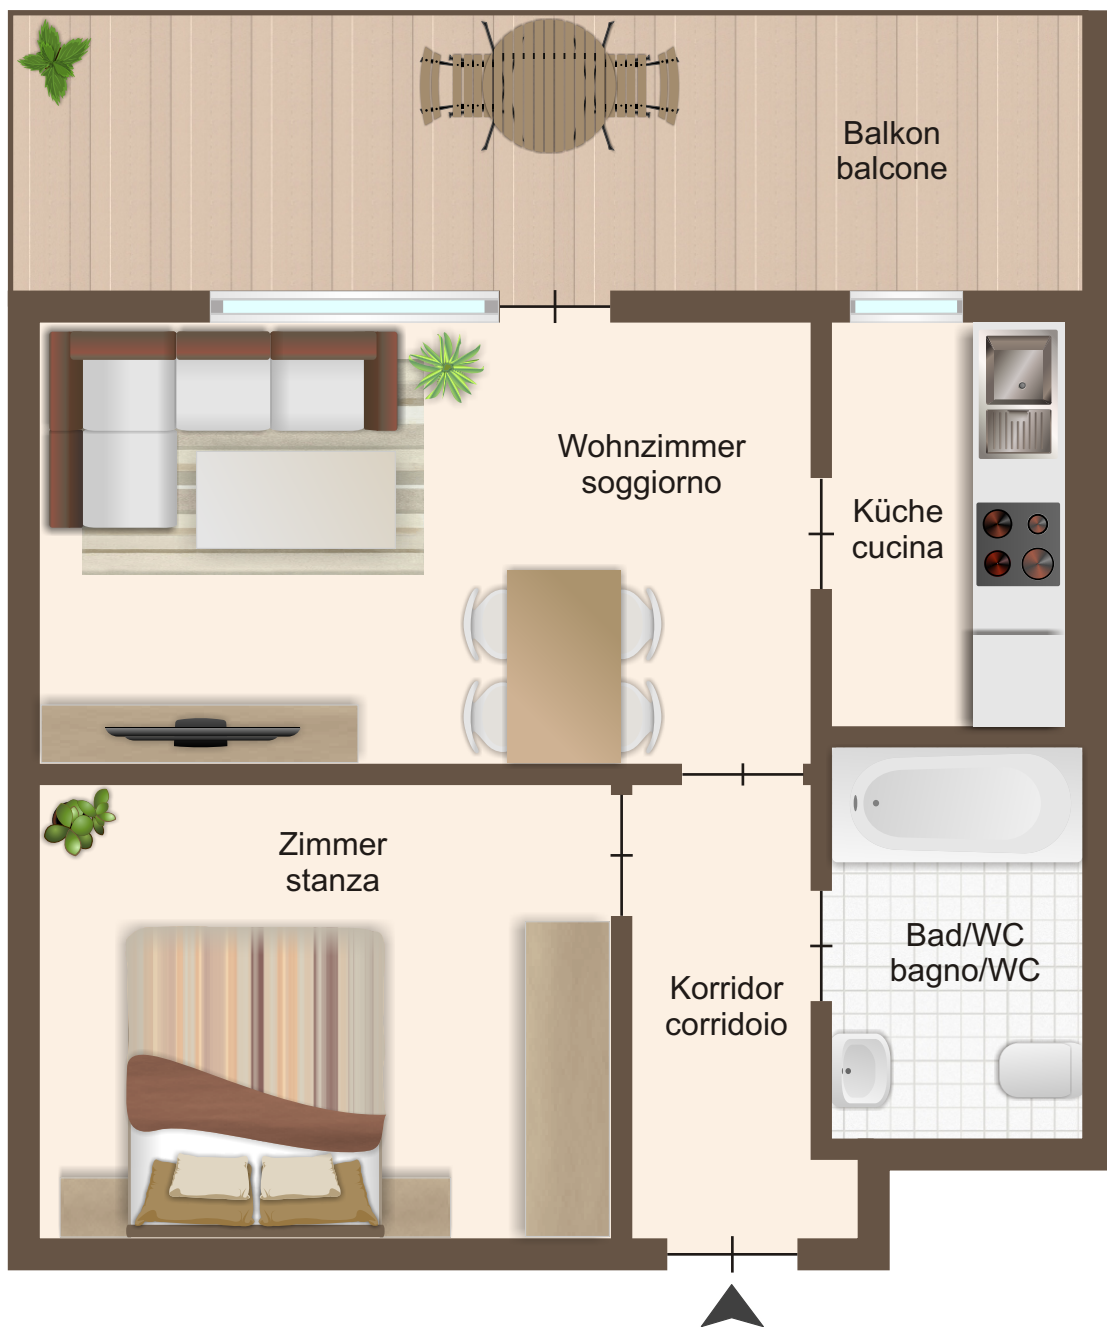 Balkon
balcone
Wohnzimmer
soggiorno
Küche
cucina
Zimmer
stanza
Bad/WC
bagno/WC
Korridor
corridoio